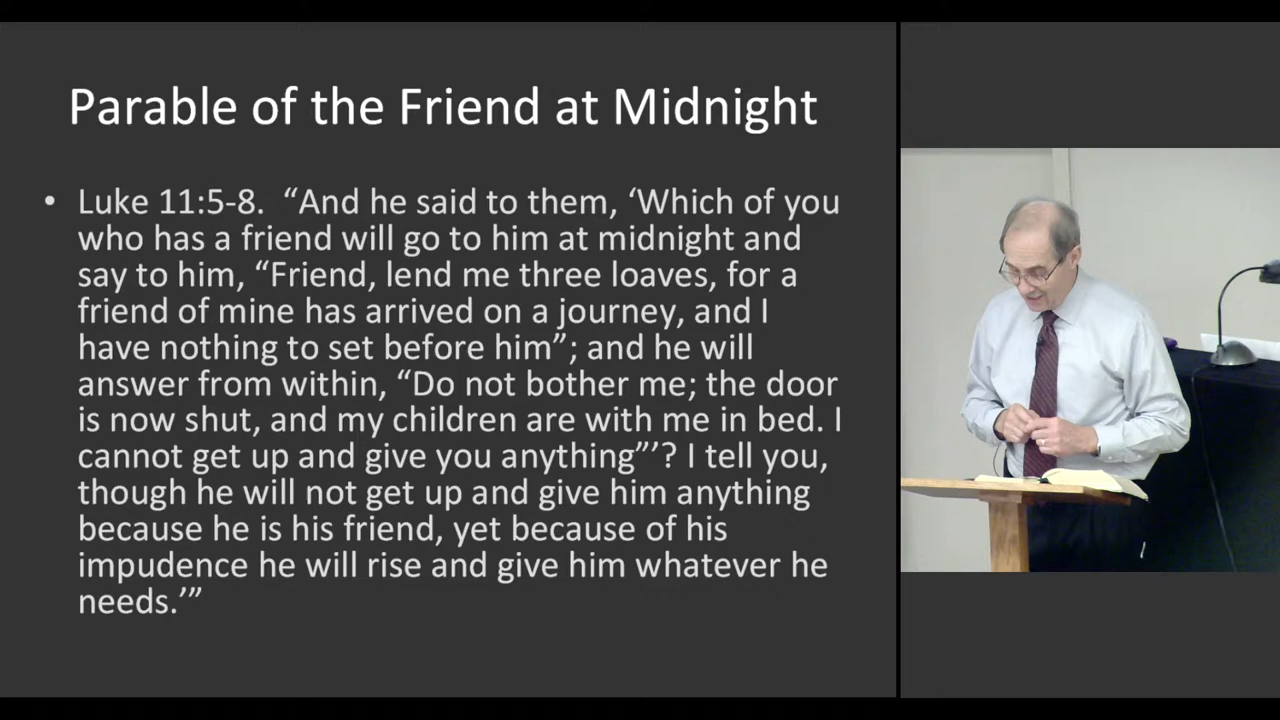 Parable of the Friend at Midnight
• Luke 11:5-8.  “And he said to them, ‘Which of you
who has a friend will go to him at midnight and
say to him, “Friend, lend me three loaves, for a
friend of mine has arrived on a journey, and I
have nothing to set before him”; and he will
answer from within, “Do not bother me; the door
is now shut, and my children are with me in bed. I
cannot get up and give you anything”’? I tell you,
though he will not get up and give him anything
because he is his friend, yet because of his
impudence he will rise and give him whatever he
needs.’”